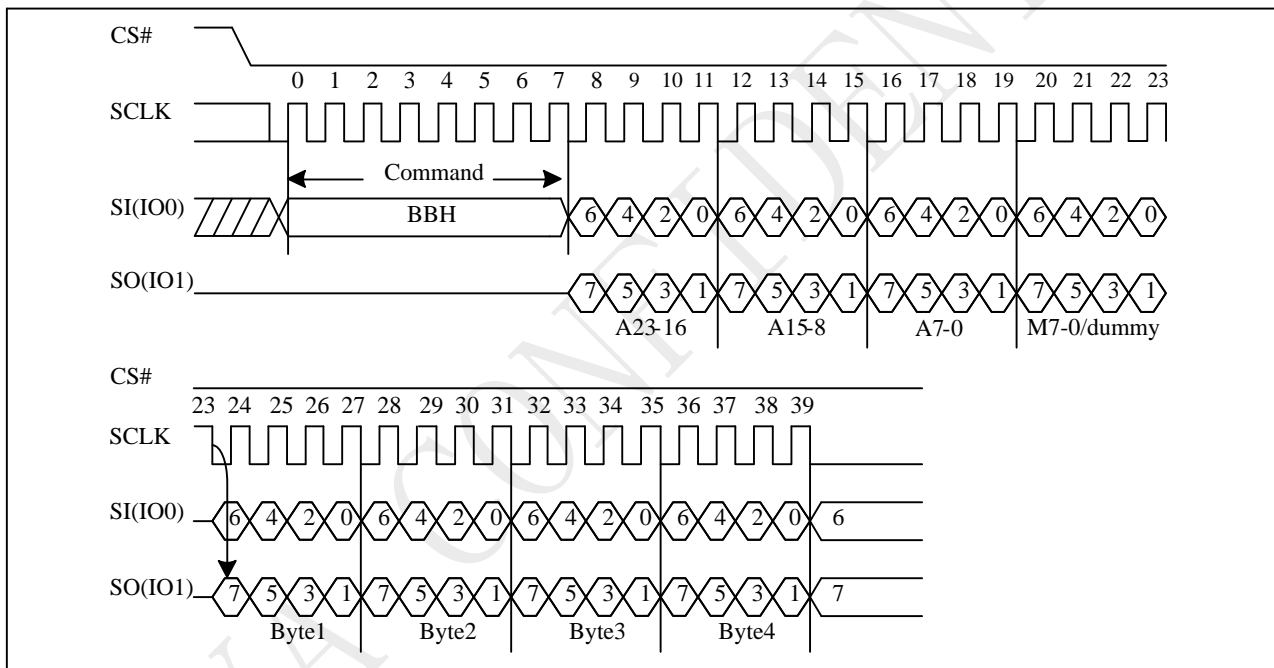 CS#
0 1 2 3 4 5 6 7 8 9 10 11 12 13 14 15 16 17 18 19 20 21 22 23
SCLK
Command
SI(IO0) BBH 6 4 2 0 6 4 2 0 6 4 2 0 6 4 2 0
SO(IO1) 7 5 3 1 7 5 3 1 7 5 3 1 7 5 3 1
A23-16 A15-8 A7-0 M7-0/dummy
CS#
23 24 25 26 27 28 29 30 31 32 33 34 35 36 37 38 39
SCLK
SI(IO0) 6 4 2 0 6 4 2 0 6 4 2 0 6 4 2 0 6
SO(IO1) 7 5 3 1 7 5 3 1 7 5 3 1 7 5 3 1 7
Byte1 Byte2 Byte3 Byte4